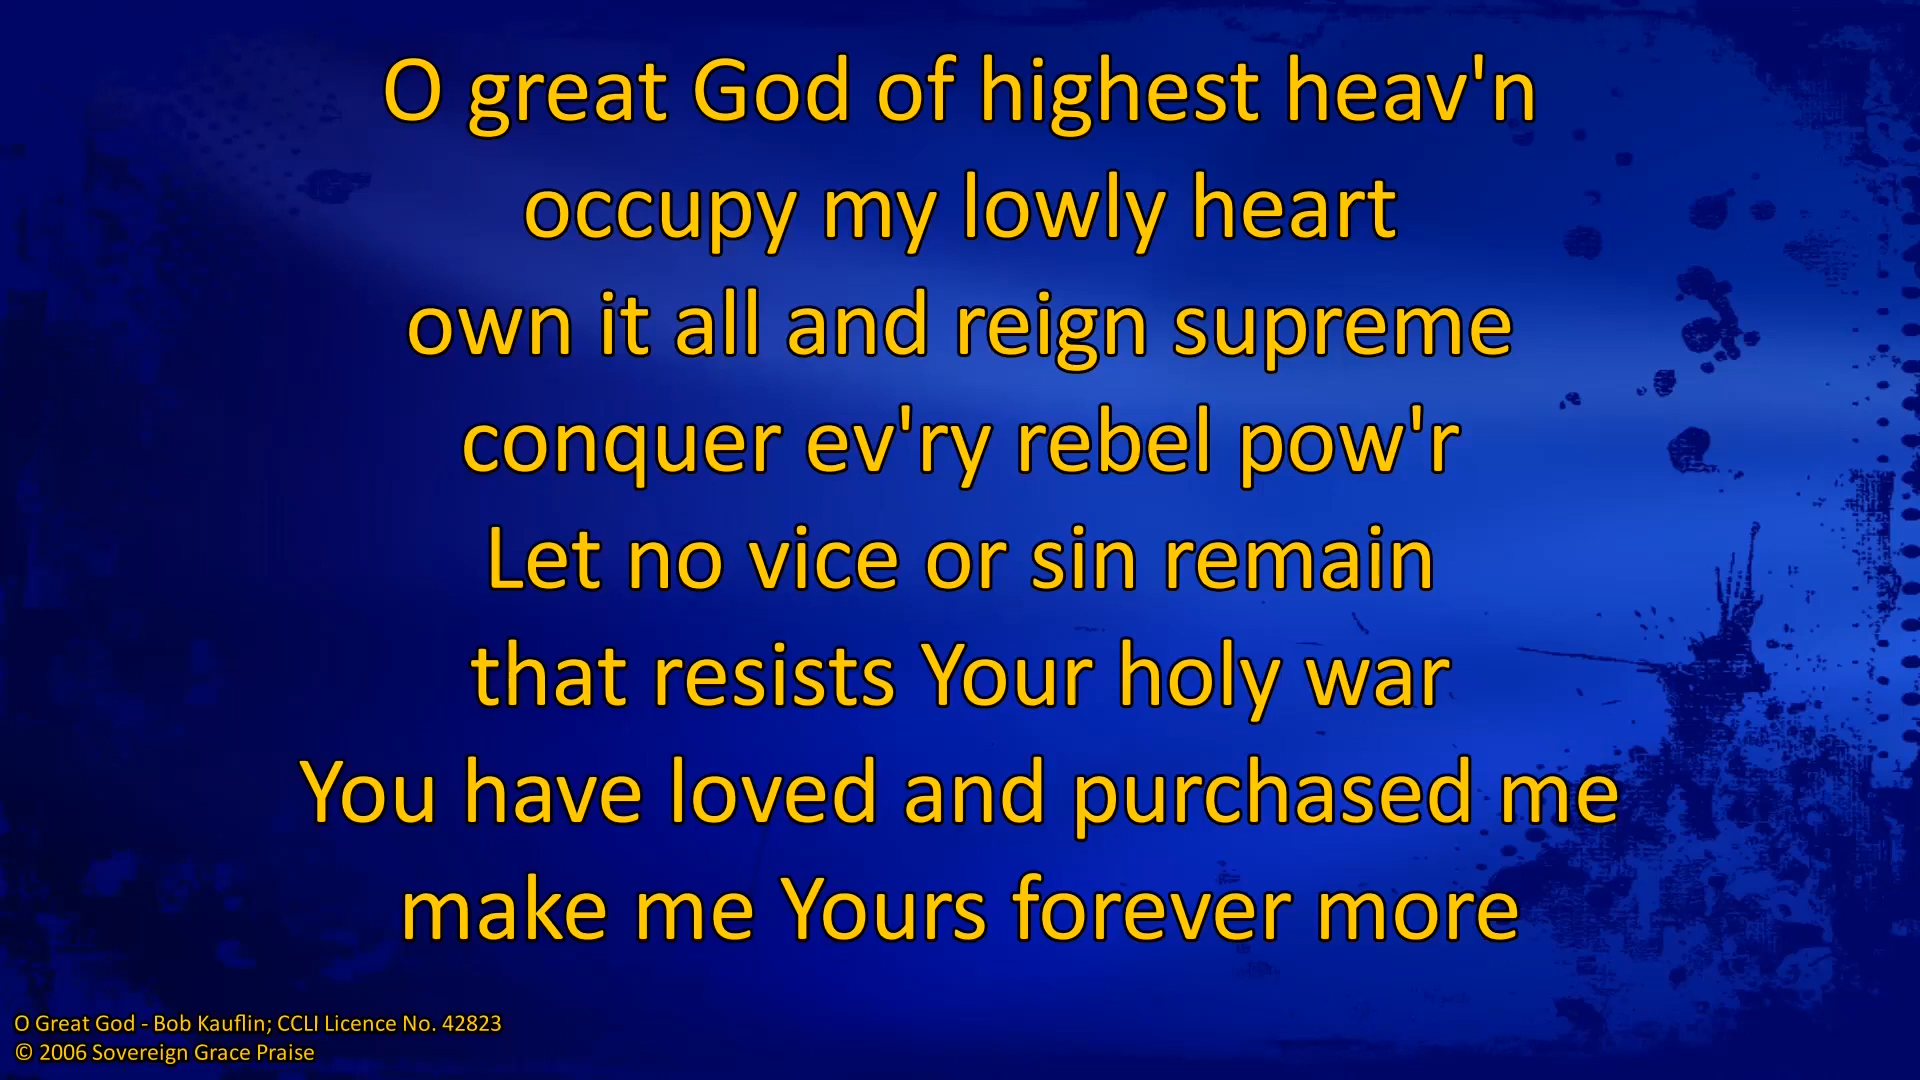 O great God of highest heav'n
occupy my lowly heart
own it all and reign supreme
conquer ev'ry rebel pow'r
Let no vice or sin remain
that resists Your holy war
You have loved and purchased me
make me Yours forever more
O Great God - Bob Kauflin; CCLI Licence No. 42823
© 2006 Sovereign Grace Praise